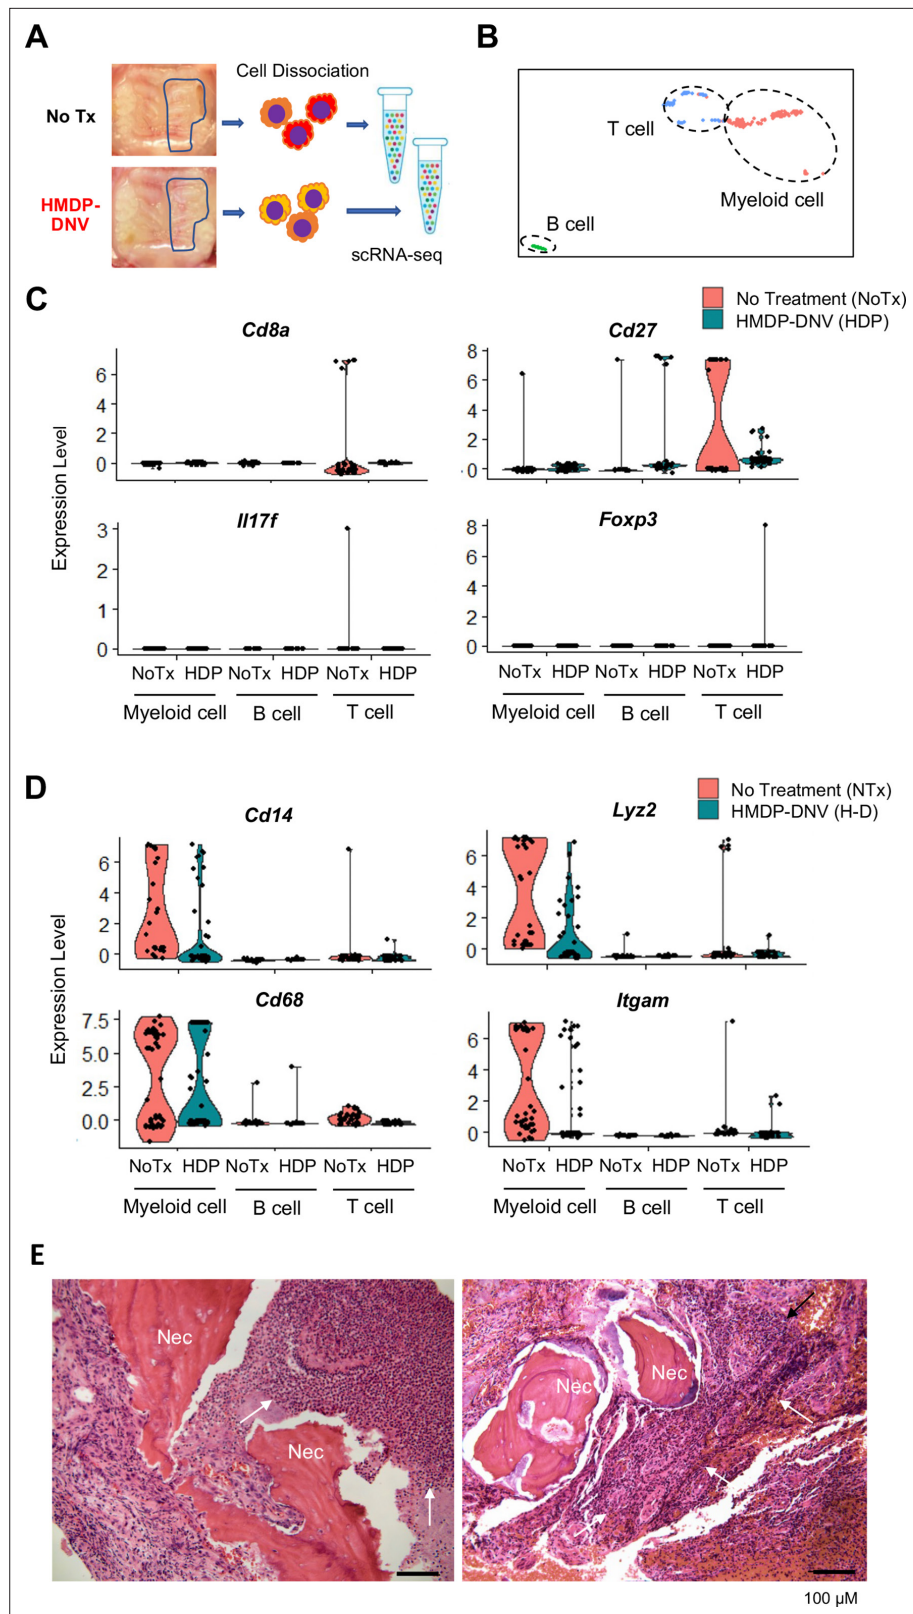 A
B
Cell Dissociation
No Tx
HMDP-
DNV
scRNA-seq
T cell
Myeloid cell
B cell
C
No Treatment (NoTx)
HMDP-DNV (HDP)
Cd8a
Cd27
6
4
2
0
8
6
4
2
0
Expression Level
Il17f
Foxp3
3
2
1
0
8
6
4
2
0
NoTx HDP NoTx HDP NoTx HDP
Myeloid cell B cell T cell
NoTx HDP NoTx HDP NoTx HDP
Myeloid cell B cell T cell
D
No Treatment (NTx)
HMDP-DNV (H-D)
Cd14
Lyz2
6
4
2
0
6
4
2
0
Expression Level
Cd68
Itgam
7.5
5.0
2.5
0.0
6
4
2
0
NoTx HDP NoTx HDP NoTx HDP
Myeloid cell B cell T cell
NoTx HDP NoTx HDP NoTx HDP
Myeloid cell B cell T cell
E
Nec
Nec
Nec
Nec
100 µM